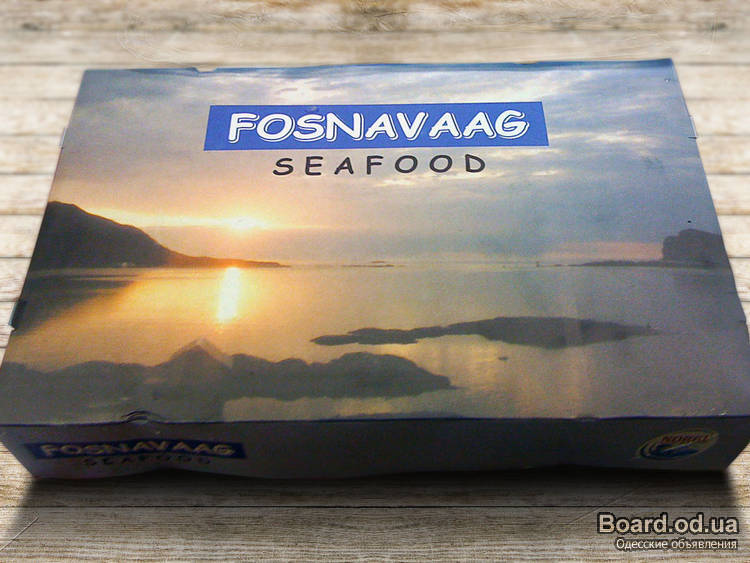 FOSNAVAAG
SEAFOOD
FOSNAVAAG
SEAFOOD
Board.od.ua
Одесские объявления